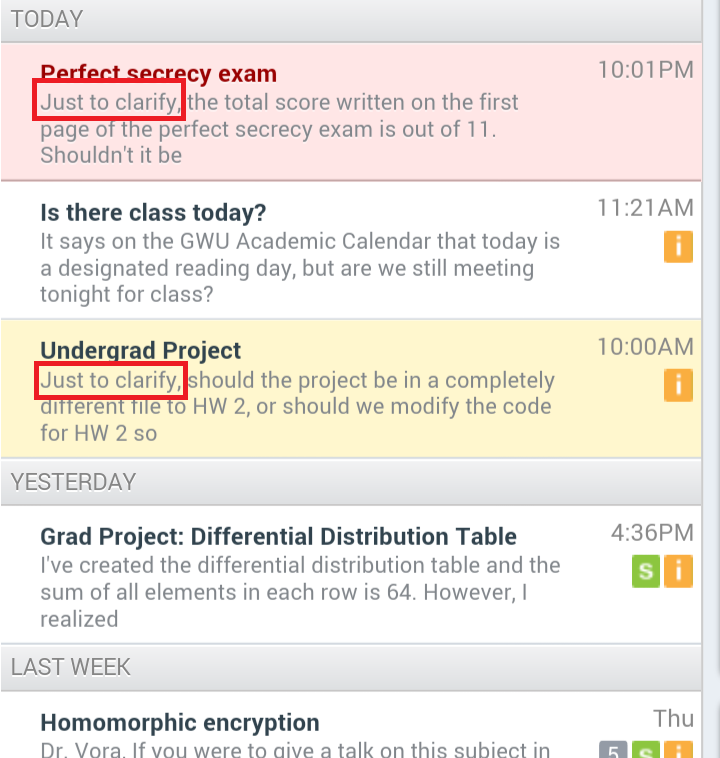 TODAY
Perfect secrecy exam 10:01PM
Just to clarify, the total score written on the first
page of the perfect secrecy exam is out of 11.
Shouldn't it be
Is there class today? 11:21AM
It says on the GWU Academic Calendar that today is i
a designated reading day, but are we still meeting
tonight for class?
Undergrad Project 10:00AM
Just to clarify, should the project be in a completely i
different file to HW 2, or should we modify the code
for HW 2 so
YESTERDAY
Grad Project: Differential Distribution Table 4:36PM
I've created the differential distribution table and the s i
sum of all elements in each row is 64. However, I
realized
LAST WEEK
Homomorphic encryption Thu
Dr. Vora, If you were to give a talk on this subject in 5 s i